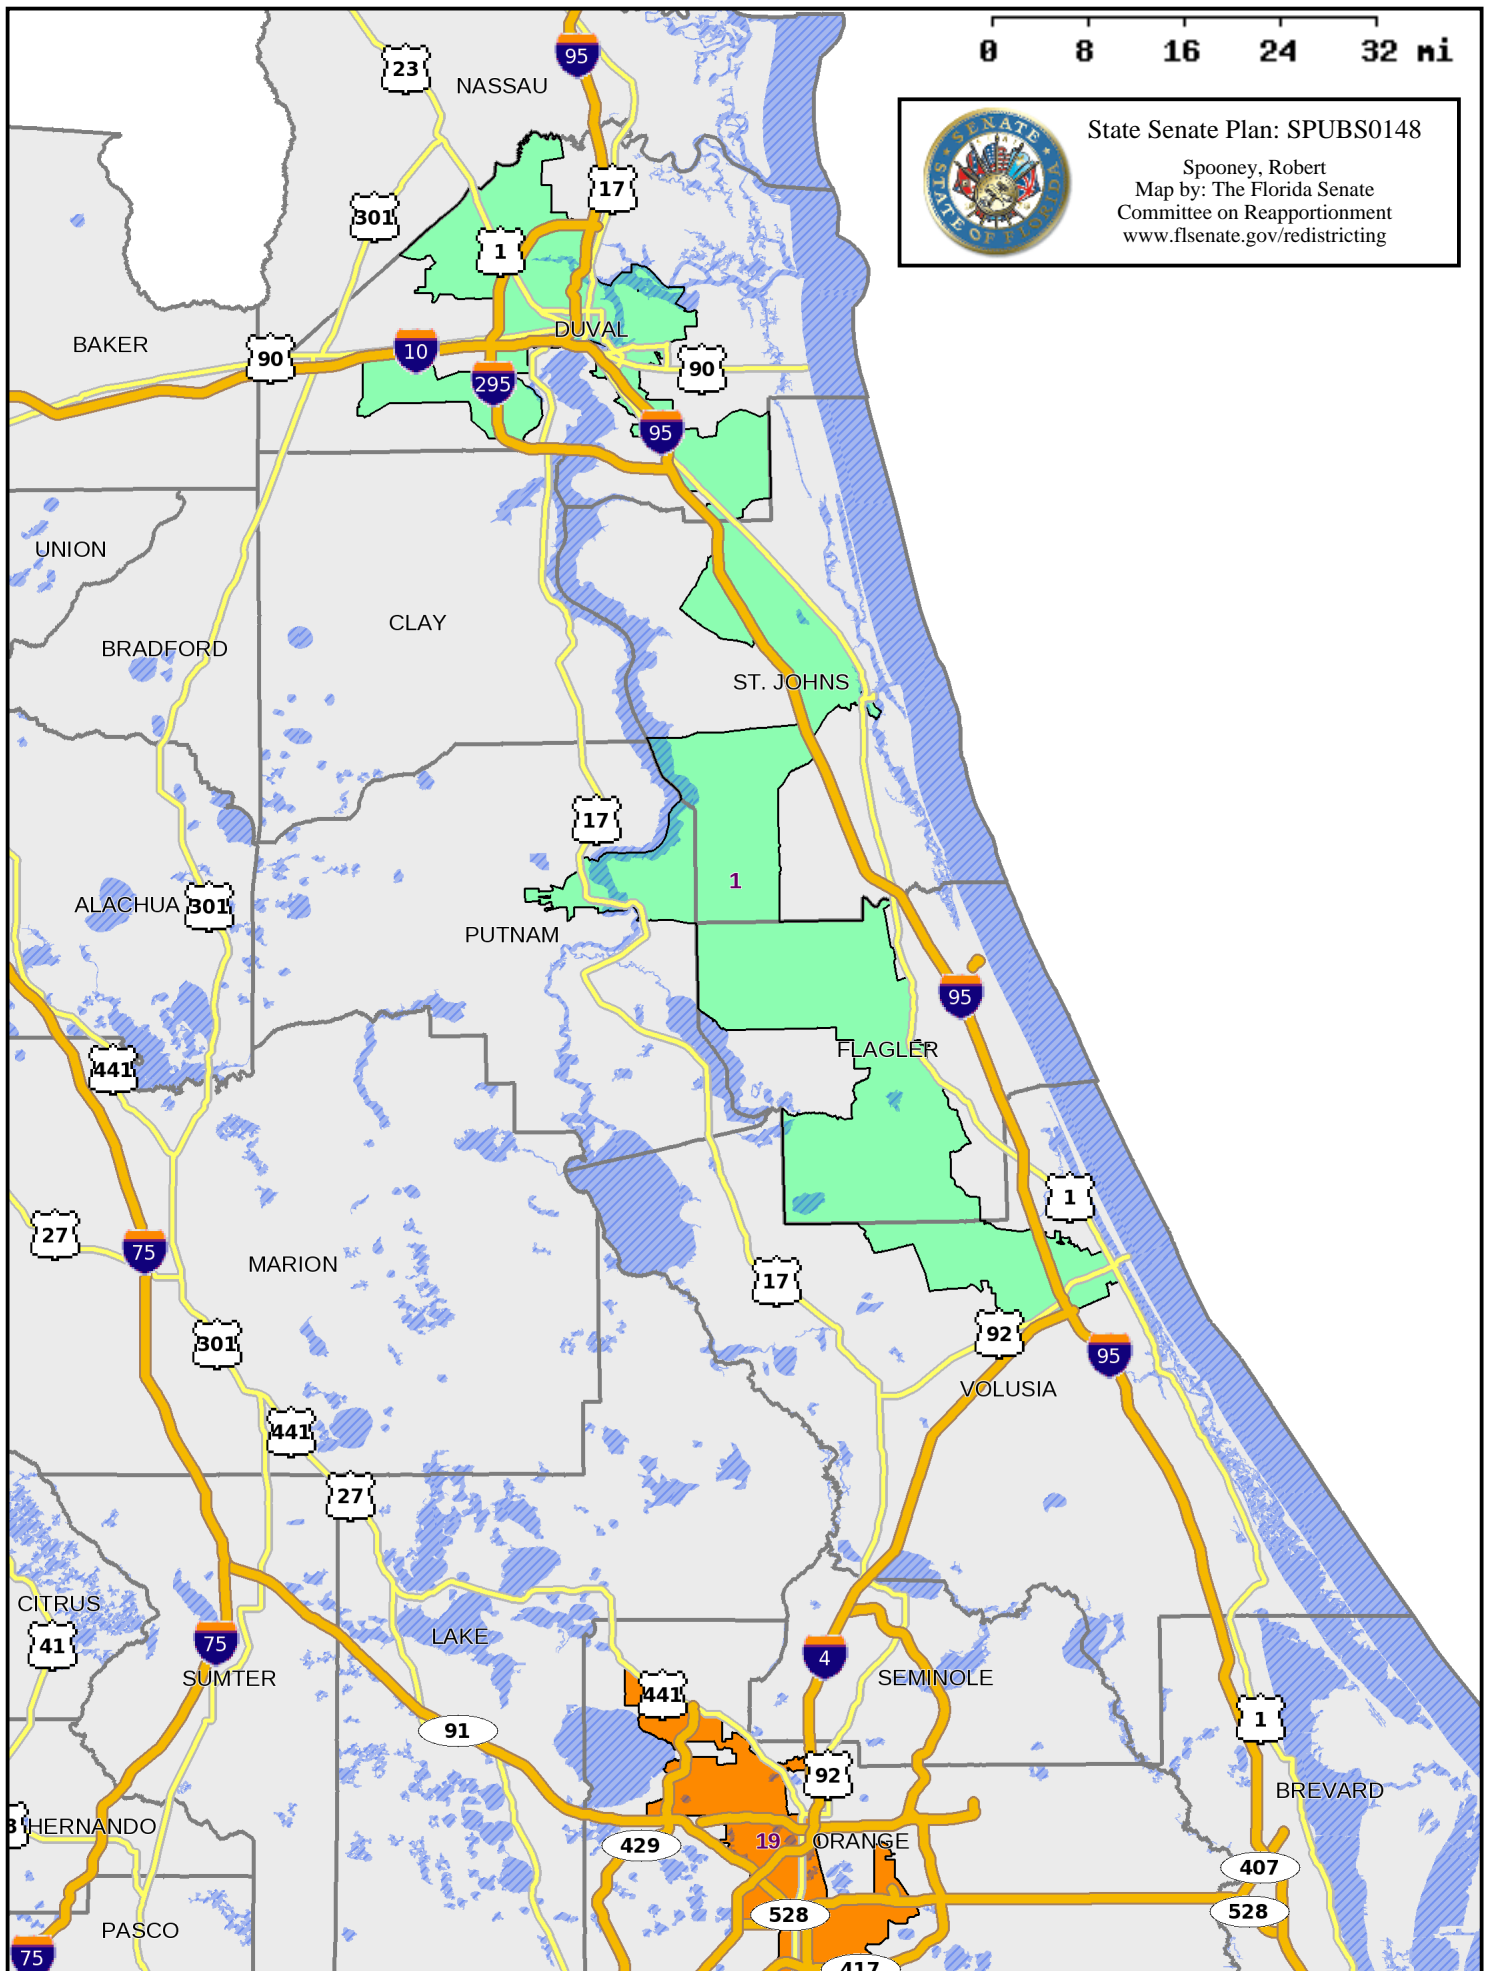 0 8 16 24 32 mi
SENATE
STATE OF FLORIDA
State Senate Plan: SPUBS0148
Spooney, Robert
Map by: The Florida Senate
Committee on Reapportionment
www.flsenate.gov/redistricting
95
23
NASSAU
17
301
1
DUVAL
BAKER
10
90
90
295
95
UNION
CLAY
BRADFORD
ST. JOHNS
17
1
ALACHUA
301
PUTNAM
95
FLAGLER
441
1
27
75
MARION
17
301
92
95
VOLUSIA
441
27
CITRUS
41
75
LAKE
4
SUMTER
SEMINOLE
441
91
1
92
BREVARD
HERNANDO
429
19
ORANGE
407
528
528
PASCO
75
417